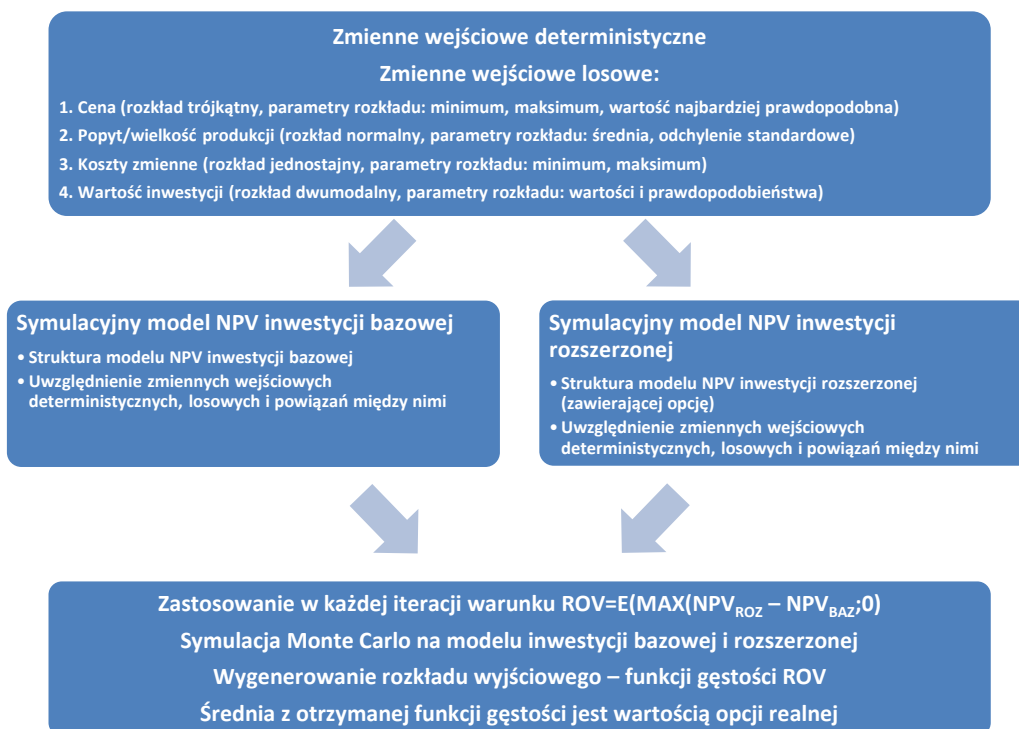 Zmienne wejściowe deterministyczne
Zmienne wejściowe losowe:
1. Cena (rozkład trójkątny, parametry rozkładu: minimum, maksimum, wartość najbardziej prawdopodobna)
2. Popyt/wielkość produkcji (rozkład normalny, parametry rozkładu: średnia, odchylenie standardowe)
3. Koszty zmienne (rozkład jednostajny, parametry rozkładu: minimum, maksimum)
4. Wartość inwestycji (rozkład dwumodalny, parametry rozkładu: wartości i prawdopodobieństwa)
Symulacyjny model NPV inwestycji bazowej
• Struktura modelu NPV inwestycji bazowej
• Uwzględnienie zmiennych wejściowych
deterministycznych, losowych i powiązań między nimi
Symulacyjny model NPV inwestycji
rozszerzonej
• Struktura modelu NPV inwestycji rozszerzonej
(zawierającej opcję)
• Uwzględnienie zmiennych wejściowych
deterministycznych, losowych i powiązań między nimi
Zastosowanie w każdej iteracji warunku ROV=E(MAX(NPV_ROZ – NPV_BAZ;0)
Symulacja Monte Carlo na modelu inwestycji bazowej i rozszerzonej
Wygenerowanie rozkładu wyjściowego – funkcji gęstości ROV
Średnia z otrzymanej funkcji gęstości jest wartością opcji realnej